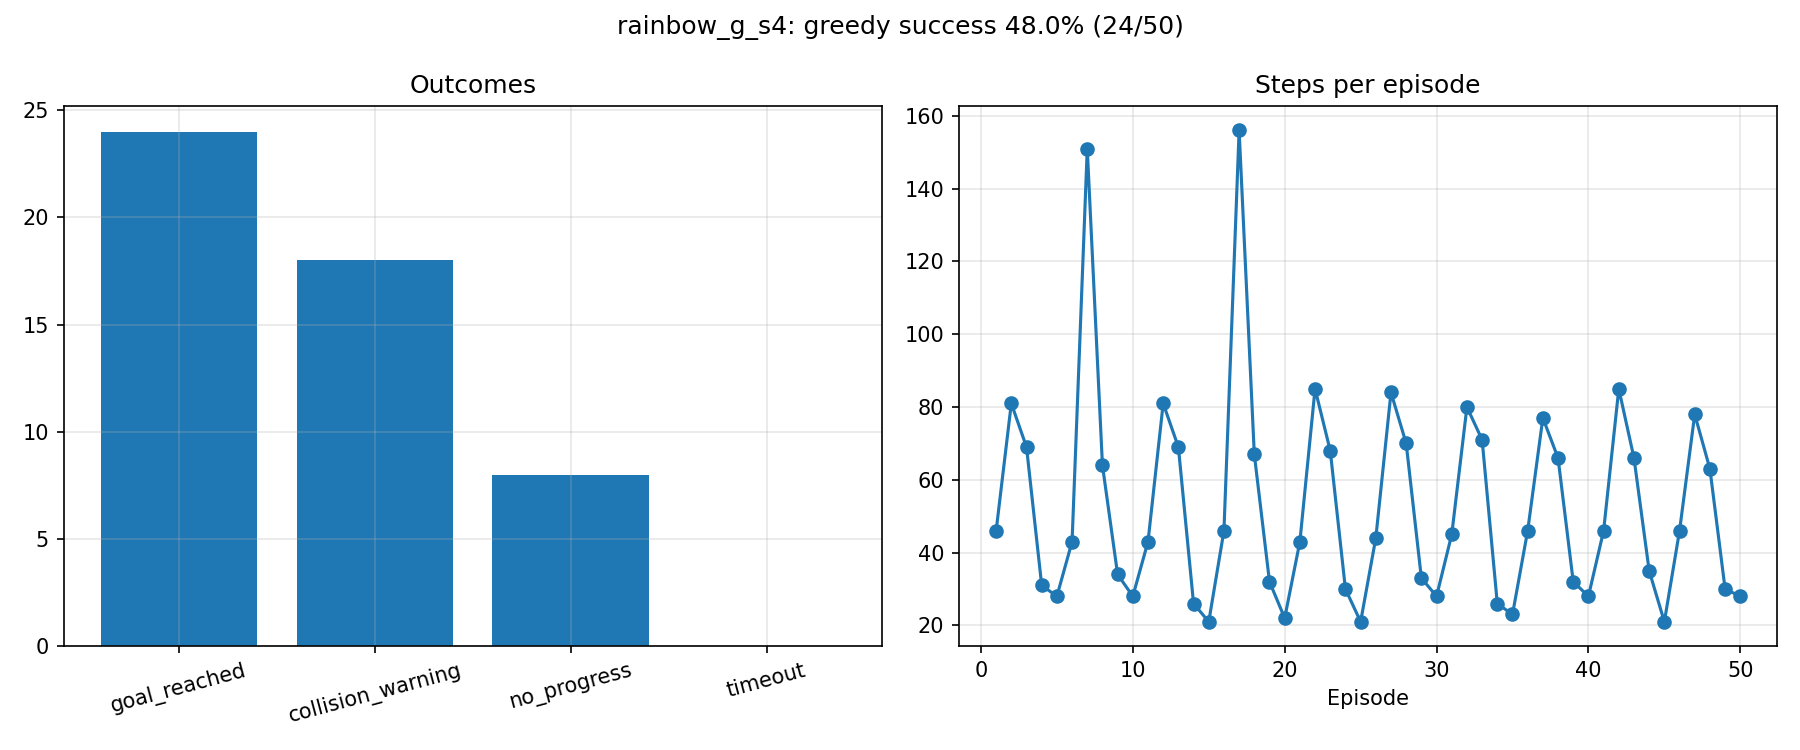 rainbow_g_s4: greedy success 48.0% (24/50)
Outcomes
25
20
15
10
5
0
goal_reached
collision_warning
no_progress
timeout
Steps per episode
160
140
120
100
80
60
40
20
0
10
20
30
40
50
Episode